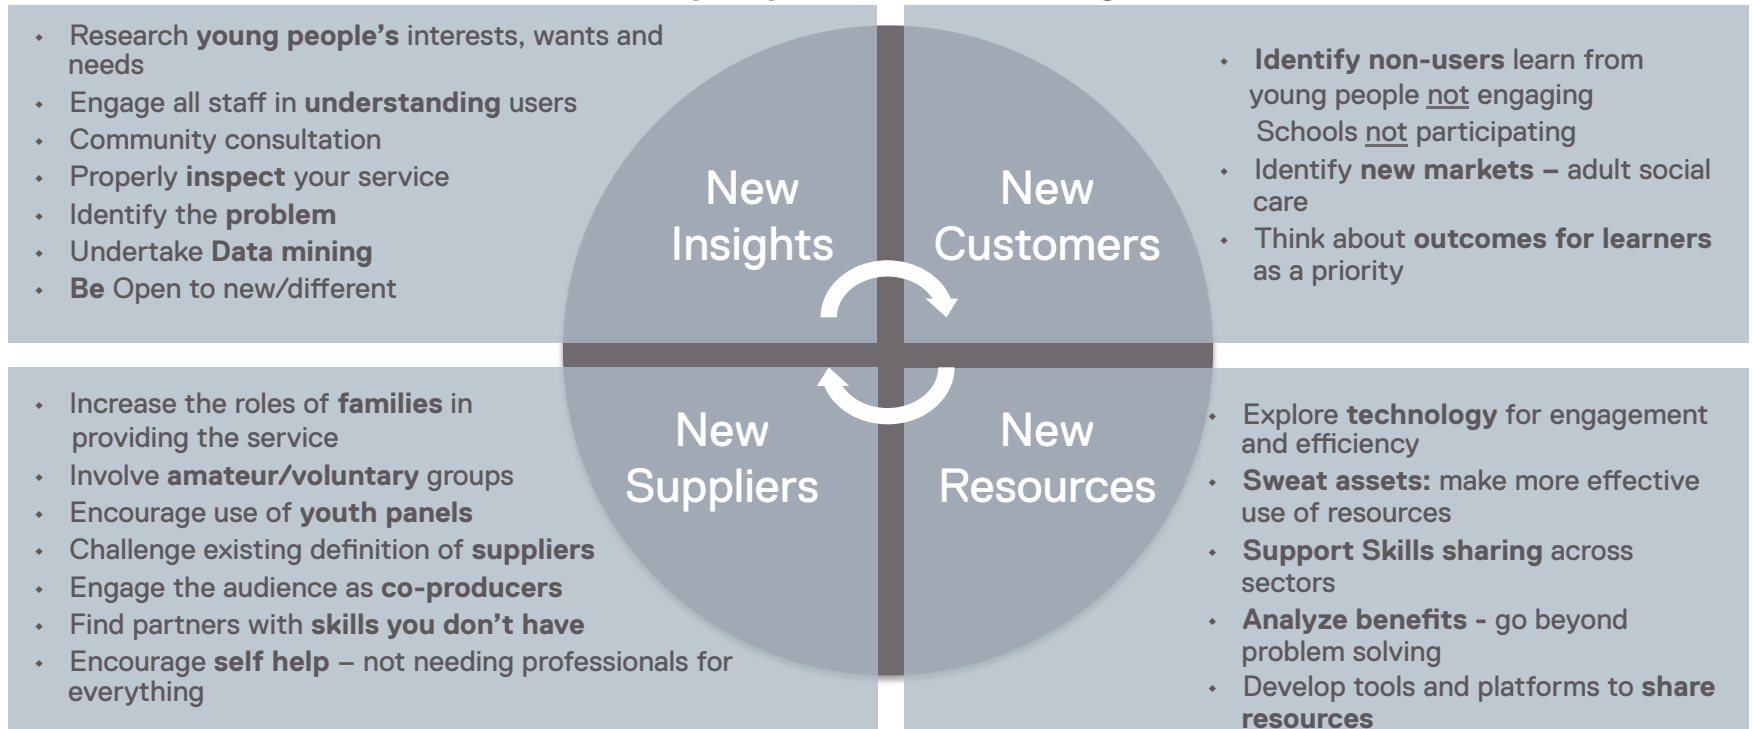 • Research young people's interests, wants and
needs
• Engage all staff in understanding users
• Community consultation
• Properly inspect your service
• Identify the problem
• Undertake Data mining
• Be Open to new/different
New
Insights
New
Customers
• Identify non-users learn from
young people not engaging
Schools not participating
• Identify new markets – adult social
care
• Think about outcomes for learners
as a priority
• Increase the roles of families in
providing the service
• Involve amateur/voluntary groups
• Encourage use of youth panels
• Challenge existing definition of suppliers
• Engage the audience as co-producers
• Find partners with skills you don't have
• Encourage self help – not needing professionals for
everything
New
Suppliers
New
Resources
• Explore technology for engagement
and efficiency
• Sweat assets: make more effective
use of resources
• Support Skills sharing across
sectors
• Analyze benefits - go beyond
problem solving
• Develop tools and platforms to share
resources